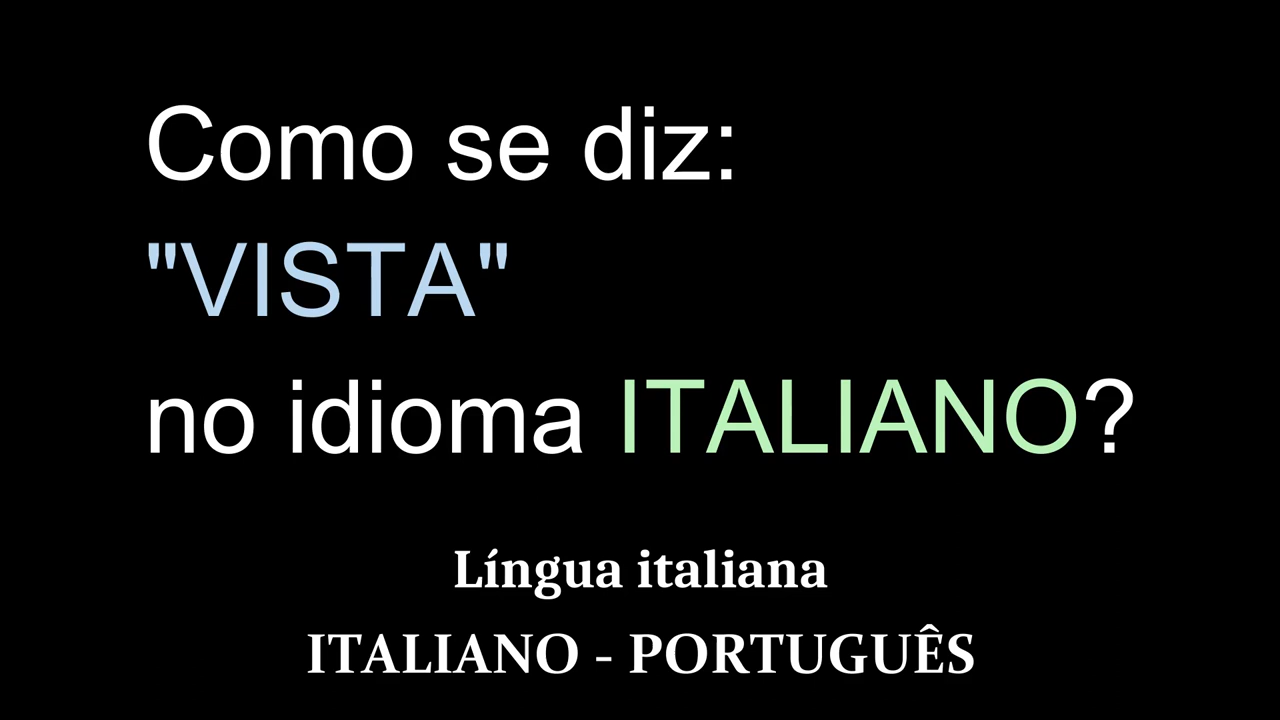 Como se diz:
"VISTA"
no idioma ITALIANO?
Língua italiana
ITALIANO - PORTUGUÊS